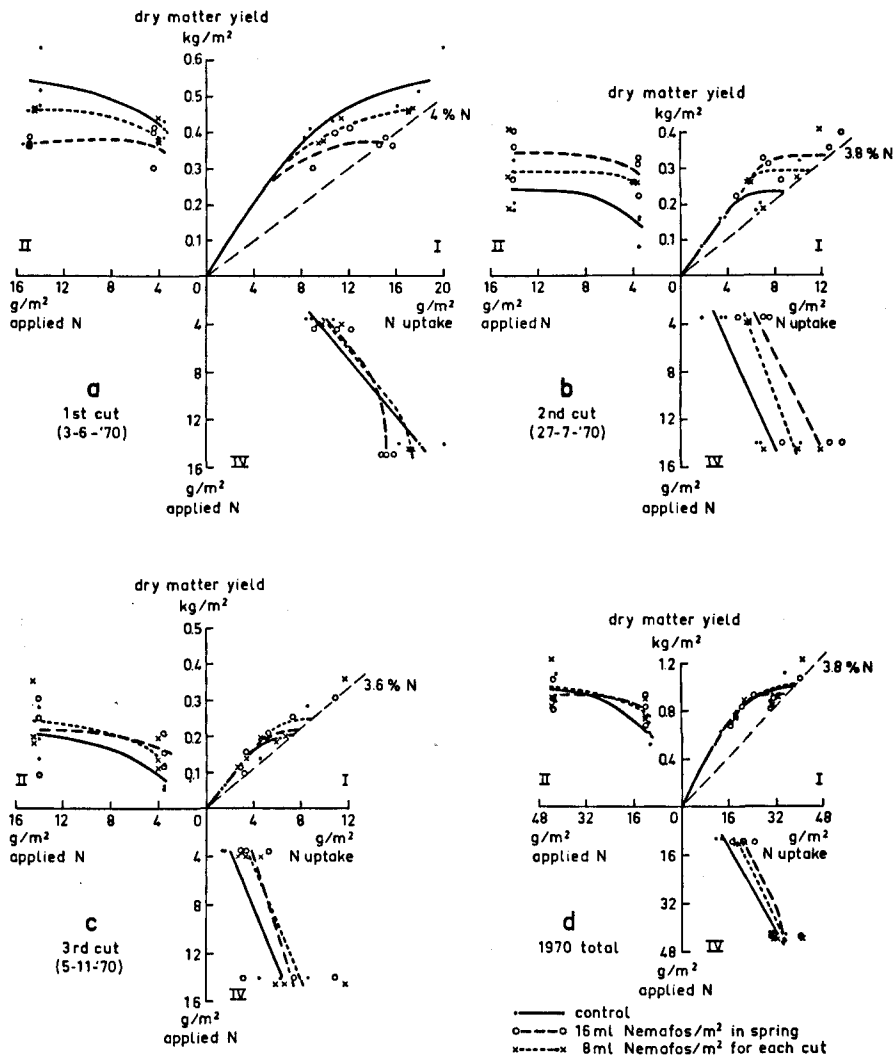 dry matter yield
kg/m²
0.6
0.5
0.4
0.3
0.2
0.1
4 % N
II
I
16 12 8 4 0 4 8 12 16 20
g/m²
applied N
g/m²
N uptake
4
8
12
16
IV
g/m²
applied N
a
1st cut
(3-6-'70)
dry matter yield
kg/m²
0.4
0.3
0.2
0.1
3.8 % N
II
I
16 12 8 4 0 4 8 12
g/m²
applied N
g/m²
N uptake
4
8
12
16
IV
g/m²
applied N
b
2nd cut
(27-7-'70)
dry matter yield
kg/m²
0.5
0.4
0.3
0.2
0.1
3.6 % N
II
I
16 12 8 4 0 4 8 12
g/m²
applied N
g/m²
N uptake
4
8
12
16
IV
g/m²
applied N
c
3rd cut
(5-11-'70)
dry matter yield
kg/m²
1.2
0.8
0.4
3.8 % N
II
I
48 32 16 0 16 32 48
g/m²
applied N
g/m²
N uptake
16
32
48
IV
g/m²
applied N
d
1970 total
control
16 ml Nemafos/m² in spring
8 ml Nemafos/m² for each cut